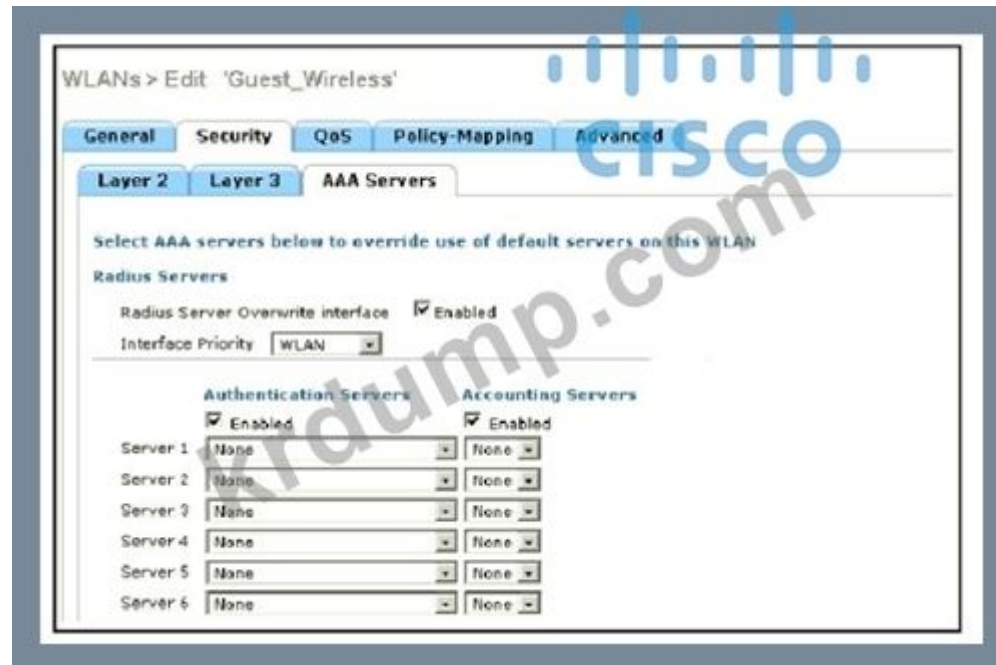 WLANs > Edit 'Guest_Wireless'
CISCO
General Security QoS Policy-Mapping Advanced
Layer 2 Layer 3 AAA Servers
Select AAA servers below to override use of default servers on this WLAN
Radius Servers
Radius Server Overwrite interface Enabled
Interface Priority WLAN
Authentication Servers Accounting Servers
Enabled Enabled
Server 1 None None
Server 2 None None
Server 3 None None
Server 4 None None
Server 5 None None
Server 6 None None
krdump.com